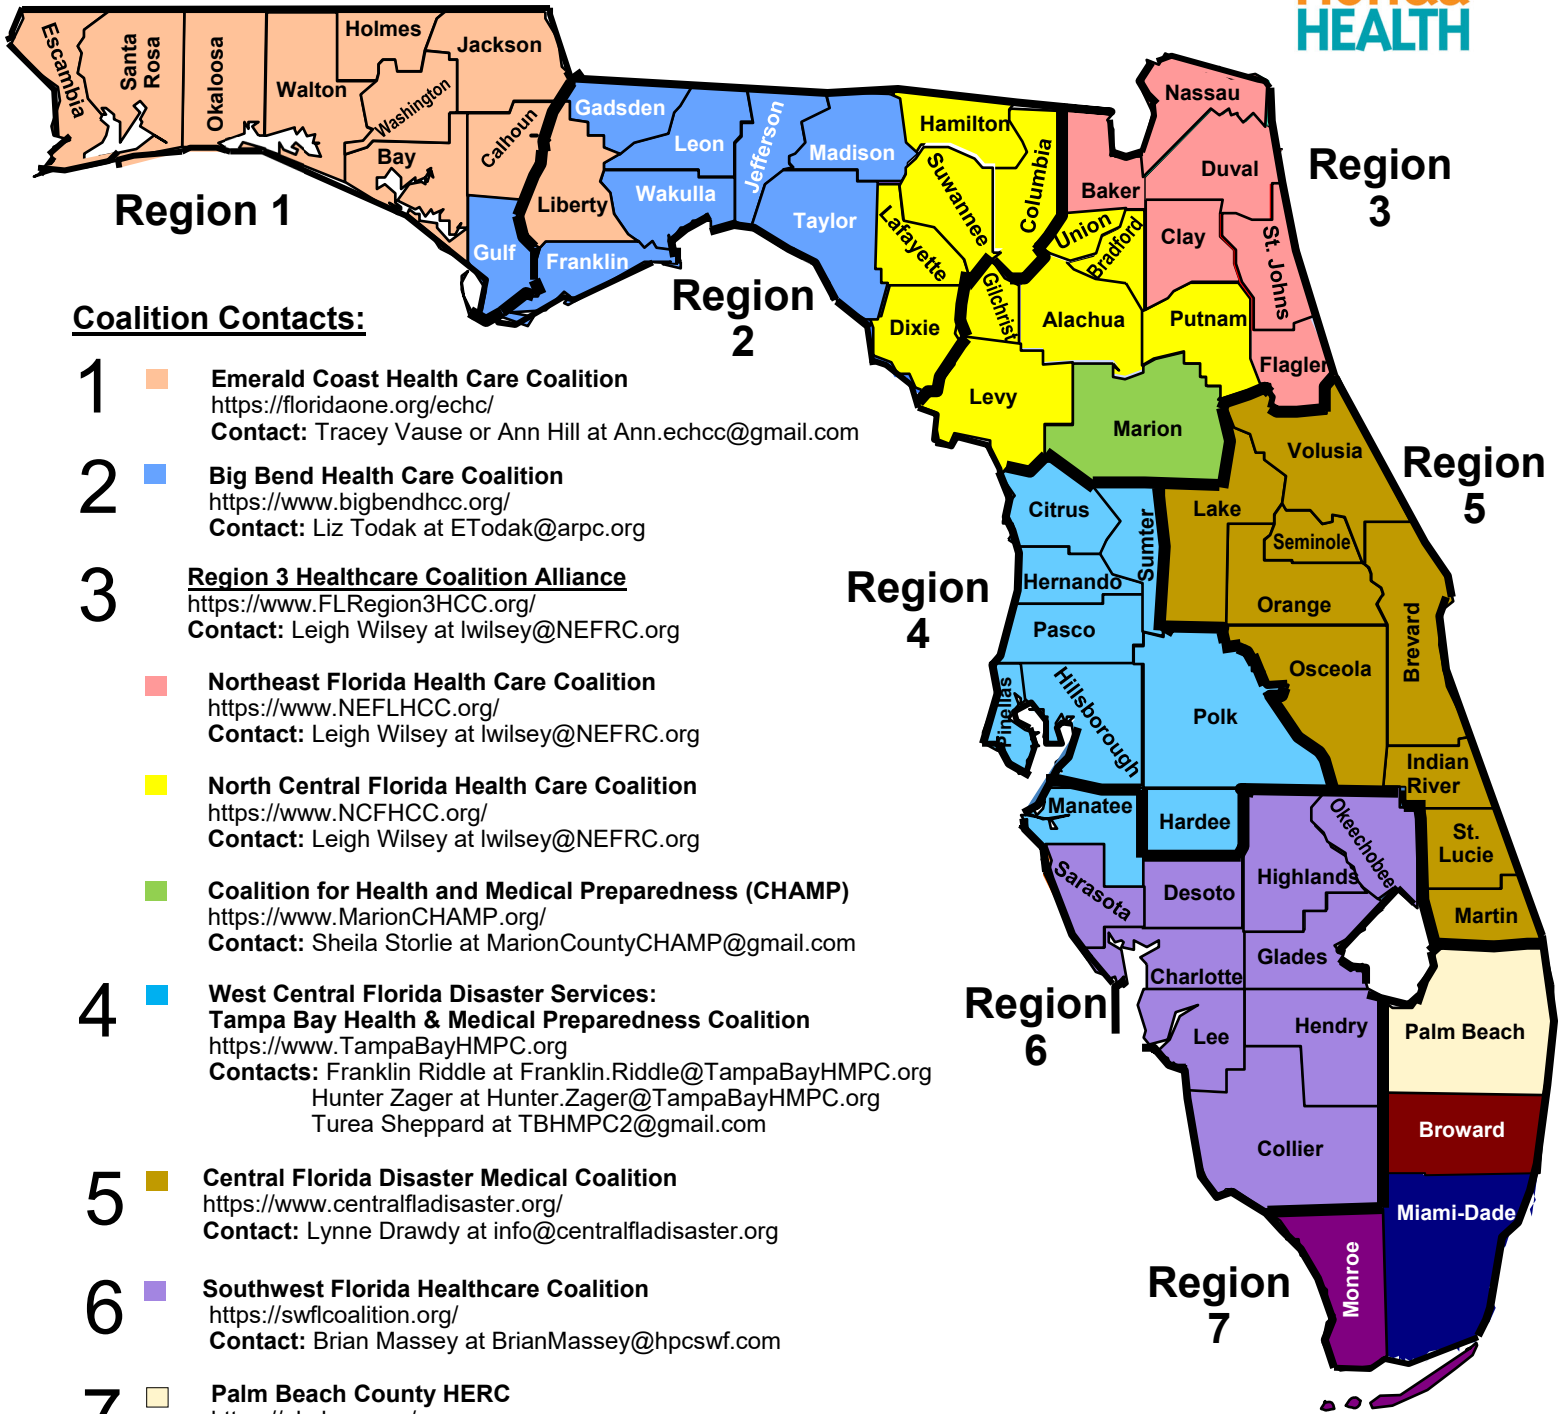 HEALTH
Escambia
Santa
Rosa
Okaloosa
Walton
Holmes
Washington
Jackson
Bay
Calhoun
Gulf
Liberty
Franklin
Gadsden
Leon
Wakulla
Jefferson
Madison
Taylor
Hamilton
Suwannee
Columbia
Lafayette
Dixie
Gilchrist
Levy
Alachua
Union
Bradford
Baker
Nassau
Duval
Clay
St. Johns
Putnam
Flagler
Marion
Citrus
Sumter
Hernando
Pasco
Pinellas
Hillsborough
Polk
Manatee
Hardee
Lake
Volusia
Seminole
Orange
Osceola
Brevard
Indian
River
St.
Lucie
Martin
Sarasota
Desoto
Highlands
Okeechobee
Charlotte
Glades
Lee
Hendry
Collier
Palm Beach
Broward
Miami-Dade
Monroe
Region 1
Region
2
Region
3
Region
4
Region
5
Region
6
Region
7
Coalition Contacts:
1
Emerald Coast Health Care Coalition
https://floridaone.org/echc/
Contact: Tracey Vause or Ann Hill at Ann.echcc@gmail.com
2
Big Bend Health Care Coalition
https://www.bigbendhcc.org/
Contact: Liz Todak at ETodak@arpc.org
3
Region 3 Healthcare Coalition Alliance
https://www.FLRegion3HCC.org/
Contact: Leigh Wilsey at lwilsey@NEFRC.org
Northeast Florida Health Care Coalition
https://www.NEFLHCC.org/
Contact: Leigh Wilsey at lwilsey@NEFRC.org
North Central Florida Health Care Coalition
https://www.NCFHCC.org/
Contact: Leigh Wilsey at lwilsey@NEFRC.org
Coalition for Health and Medical Preparedness (CHAMP)
https://www.MarionCHAMP.org/
Contact: Sheila Storlie at MarionCountyCHAMP@gmail.com
4
West Central Florida Disaster Services:
Tampa Bay Health & Medical Preparedness Coalition
https://www.TampaBayHMPC.org
Contacts: Franklin Riddle at Franklin.Riddle@TampaBayHMPC.org
Hunter Zager at Hunter.Zager@TampaBayHMPC.org
Turea Sheppard at TBHMPC2@gmail.com
5
Central Florida Disaster Medical Coalition
https://www.centralfladisaster.org/
Contact: Lynne Drawdy at info@centralfladisaster.org
6
Southwest Florida Healthcare Coalition
https://swflcoalition.org/
Contact: Brian Massey at BrianMassey@hpcswf.com
7
Palm Beach County HERC